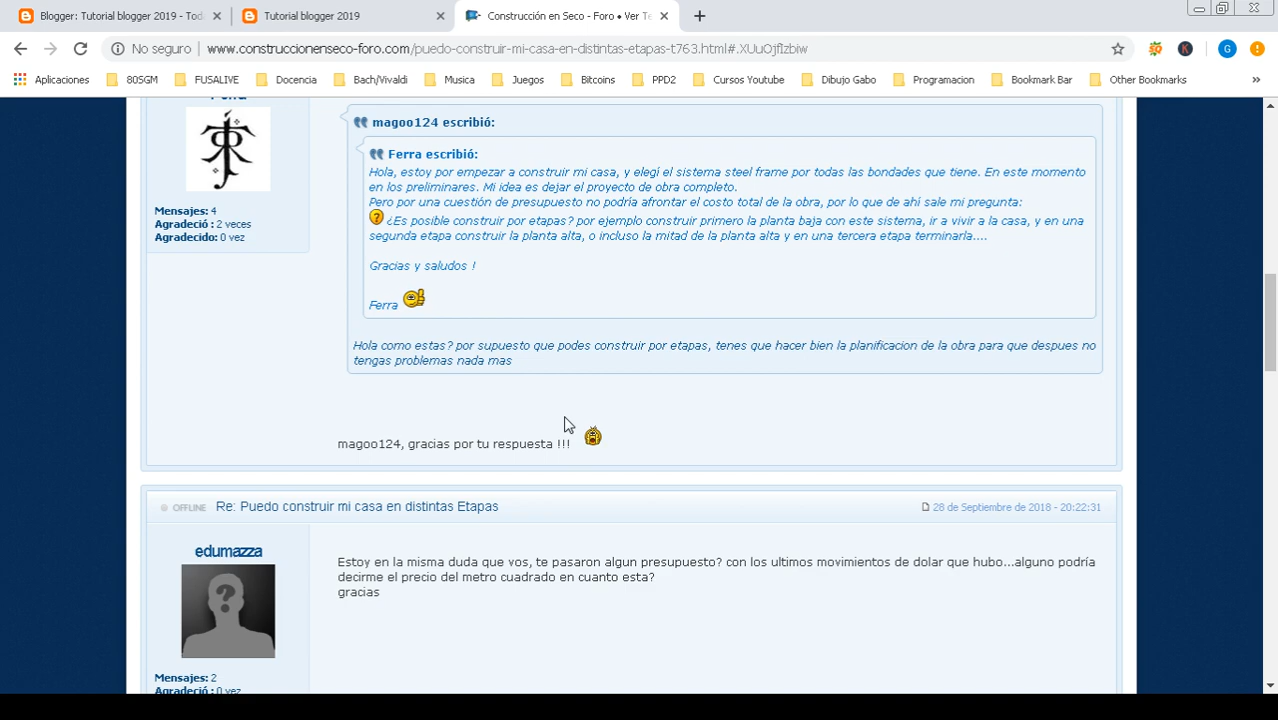 Blogger: Tutorial blogger 2019 - Tod
Tutorial blogger 2019
Construcción en Seco - Foro • Ver Te
No seguro
www.construccionenseco-foro.com/puedo-construir-mi-casa-en-distintas-etapas-t763.html#.XUuOjfIzbiw
G
Aplicaciones
80SGM
FUSALIVE
Docencia
Bach/Vivaldi
Musica
Juegos
Bitcoins
PPD2
Cursos Youtube
Dibujo Gabo
Programacion
Bookmark Bar
Other Bookmarks
magoo124 escribió:
Ferra escribió:
Hola, estoy por empezar a construir mi casa, y elegí el sistema steel frame por todas las bondades que tiene. En este momento
en los preliminares. Mi idea es dejar el proyecto de obra completo.
Pero por una cuestión de presupuesto no podría afrontar el costo total de la obra, por lo que de ahí sale mi pregunta:
¿Es posible construir por etapas? por ejemplo construir primero la planta baja con este sistema, ir a vivir a la casa, y en una
segunda etapa construir la planta alta, o incluso la mitad de la planta alta y en una tercera etapa terminarla....
Gracias y saludos !
Ferra
Hola como estas? por supuesto que podes construir por etapas, tenes que hacer bien la planificacion de la obra para que despues no
tengas problemas nada mas
Mensajes: 4
Agradeció : 2 veces
Agradecido: 0 vez
magoo124, gracias por tu respuesta !!!
OFFLINE
Re: Puedo construir mi casa en distintas Etapas
28 de Septiembre de 2018 - 20:22:31
edumazza
Estoy en la misma duda que vos, te pasaron algun presupuesto? con los ultimos movimientos de dolar que hubo...alguno podría
decirme el precio del metro cuadrado en cuanto esta?
gracias
Mensajes: 2
Agradeció : 0 vez